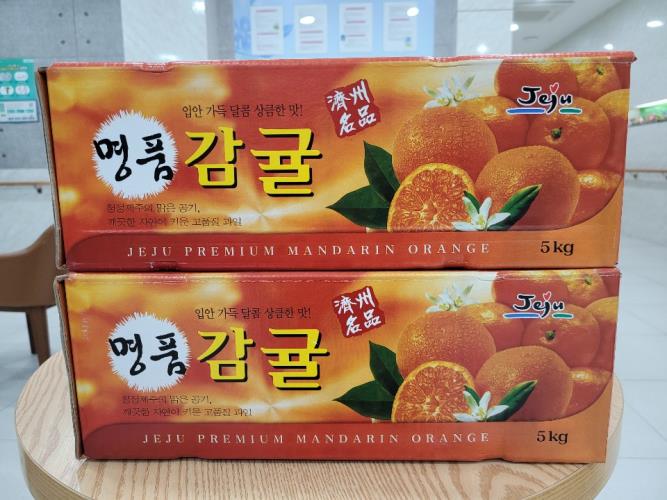 입안 가득 달콤 상큼한 맛!
濟州
名品
Jeju
명품 감귤
청정제주의 맑은 공기,
깨끗한 자연이 키운 고품질 과일
JEJU PREMIUM MANDARIN ORANGE 5kg
입안 가득 달콤 상큼한 맛!
濟州
名品
Jeju
명품 감귤
청정제주의 맑은 공기,
깨끗한 자연이 키운 고품질 과일
JEJU PREMIUM MANDARIN ORANGE 5kg